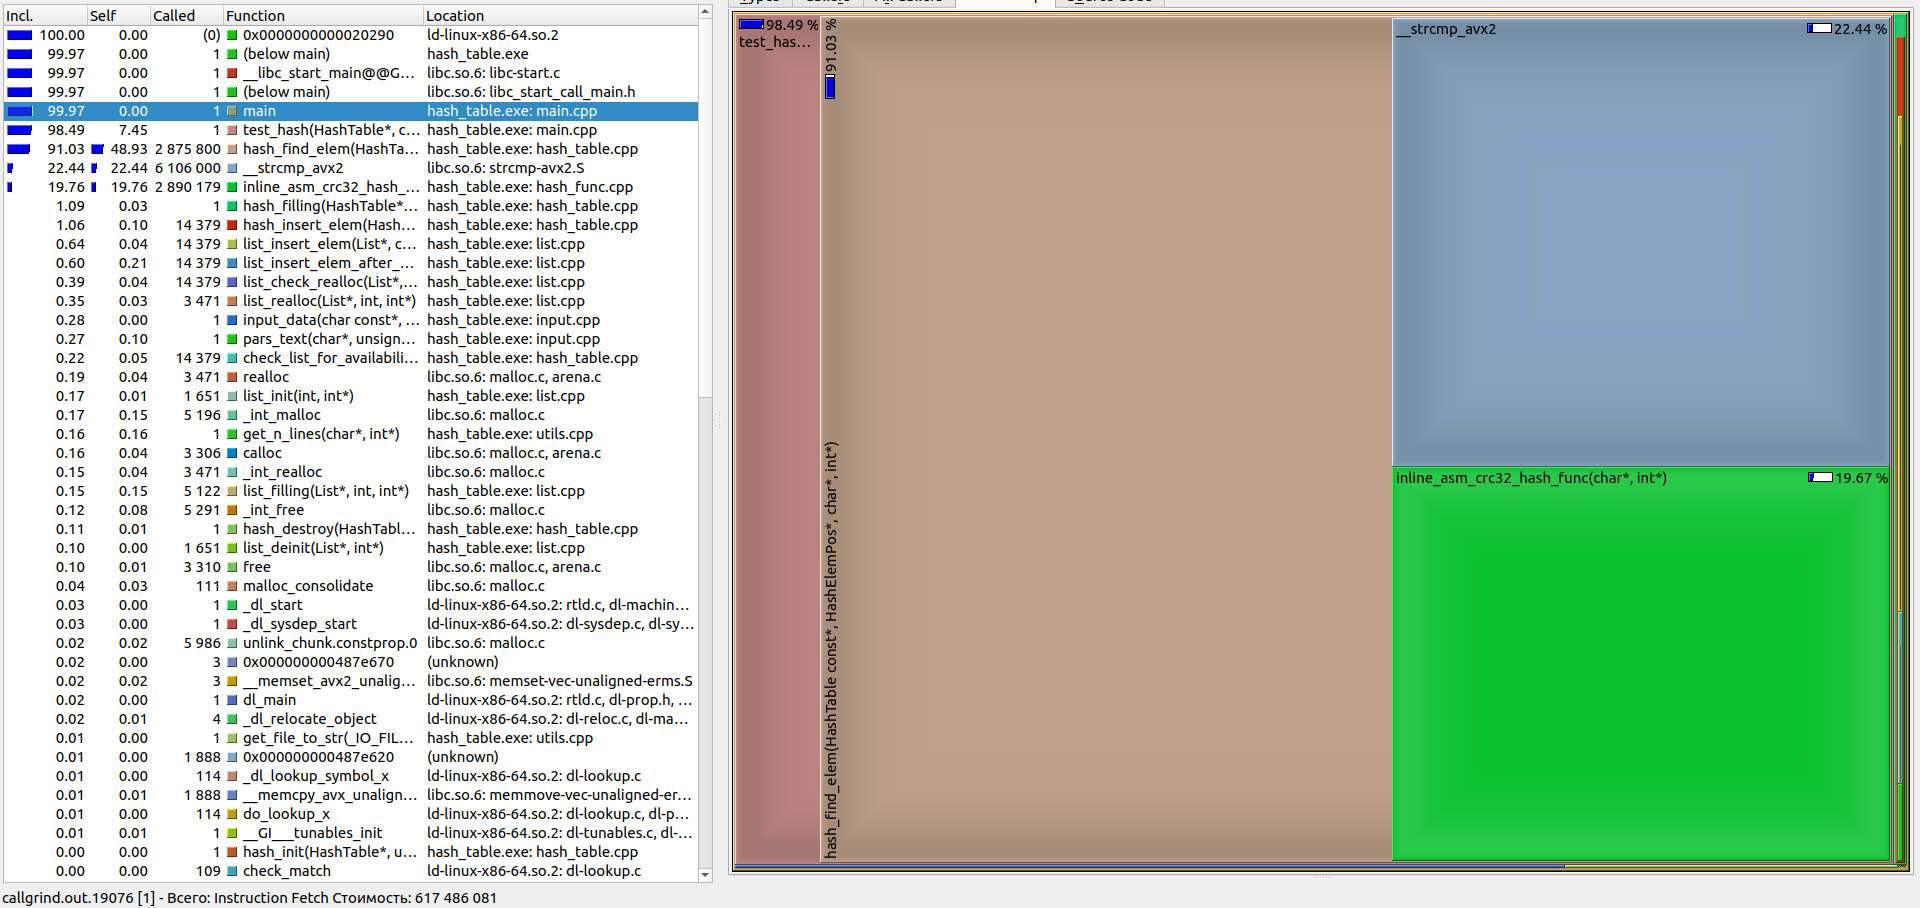 Incl. Self Called Function Location
100.00 0.00 (0) 0x0000000000020290 ld-linux-x86-64.so.2
99.97 0.00 1 (below main) hash_table.exe
99.97 0.00 1 __libc_start_main@@G... libc.so.6: libc-start.c
99.97 0.00 1 (below main) libc.so.6: libc_start_call_main.h
99.97 0.00 1 main hash_table.exe: main.cpp
98.49 7.45 1 test_hash(HashTable*, c... hash_table.exe: main.cpp
91.03 48.93 2 875 800 hash_find_elem(HashTa... hash_table.exe: hash_table.cpp
22.44 22.44 6 106 000 __strcmp_avx2 libc.so.6: strcmp-avx2.S
19.76 19.76 2 890 179 inline_asm_crc32_hash_... hash_table.exe: hash_func.cpp
1.09 0.03 1 hash_filling(HashTable*... hash_table.exe: hash_table.cpp
1.06 0.10 14 379 hash_insert_elem(Hash... hash_table.exe: hash_table.cpp
0.64 0.04 14 379 list_insert_elem(List*, c... hash_table.exe: list.cpp
0.60 0.21 14 379 list_insert_elem_after_... hash_table.exe: list.cpp
0.39 0.04 14 379 list_check_realloc(List*,... hash_table.exe: list.cpp
0.35 0.03 3 471 list_realloc(List*, int, int*) hash_table.exe: list.cpp
0.28 0.00 1 input_data(char const*, ... hash_table.exe: input.cpp
0.27 0.10 1 pars_text(char*, unsign... hash_table.exe: input.cpp
0.22 0.05 14 379 check_list_for_availabili... hash_table.exe: hash_table.cpp
0.19 0.04 3 471 realloc libc.so.6: malloc.c, arena.c
0.17 0.01 1 651 list_init(int, int*) hash_table.exe: list.cpp
0.17 0.15 5 196 _int_malloc libc.so.6: malloc.c
0.16 0.16 1 get_n_lines(char*, int*) hash_table.exe: utils.cpp
0.16 0.04 3 306 calloc libc.so.6: malloc.c, arena.c
0.15 0.04 3 471 _int_realloc libc.so.6: malloc.c
0.15 0.15 5 122 list_filling(List*, int, int*) hash_table.exe: list.cpp
0.12 0.08 5 291 _int_free libc.so.6: malloc.c
0.11 0.01 1 hash_destroy(HashTabl... hash_table.exe: hash_table.cpp
0.10 0.00 1 651 list_deinit(List*, int*) hash_table.exe: list.cpp
0.10 0.01 3 310 free libc.so.6: malloc.c, arena.c
0.04 0.03 111 malloc_consolidate libc.so.6: malloc.c
0.03 0.00 1 _dl_start ld-linux-x86-64.so.2: rtld.c, dl-machin...
0.03 0.00 1 _dl_sysdep_start ld-linux-x86-64.so.2: dl-sysdep.c, dl-sy...
0.02 0.02 5 986 unlink_chunk.constprop.0 libc.so.6: malloc.c
0.02 0.00 3 0x000000000487e670 (unknown)
0.02 0.02 3 __memset_avx2_unalig... libc.so.6: memset-vec-unaligned-erms.S
0.02 0.00 1 dl_main ld-linux-x86-64.so.2: rtld.c, dl-prop.h, ...
0.02 0.01 4 _dl_relocate_object ld-linux-x86-64.so.2: dl-reloc.c, dl-ma...
0.01 0.00 1 get_file_to_str(_IO_FIL... hash_table.exe: utils.cpp
0.01 0.00 1 888 0x000000000487e620 (unknown)
0.01 0.00 114 _dl_lookup_symbol_x ld-linux-x86-64.so.2: dl-lookup.c
0.01 0.01 1 888 __memcpy_avx_unalign... libc.so.6: memmove-vec-unaligned-er...
0.01 0.00 114 do_lookup_x ld-linux-x86-64.so.2: dl-lookup.c, dl-p...
0.01 0.01 1 __GI___tunables_init ld-linux-x86-64.so.2: dl-tunables.c, dl-...
0.00 0.00 1 hash_init(HashTable*, u... hash_table.exe: hash_table.cpp
0.00 0.00 109 check_match ld-linux-x86-64.so.2: dl-lookup.c
98.49 %
test_has...
hash_find_elem(HashTable const*, HashElemPos*, char*, int*) 91.03 %
__strcmp_avx2 22.44 %
inline_asm_crc32_hash_func(char*, int*) 19.67 %
callgrind.out.19076 [1] - Всего: Instruction Fetch Стоимость: 617 486 081